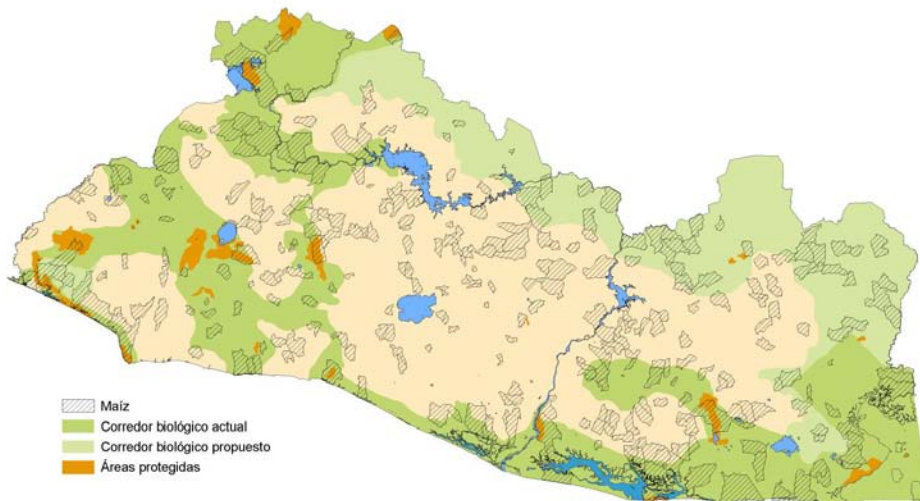 Maíz
Corredor biológico actual
Corredor biológico propuesto
Áreas protegidas